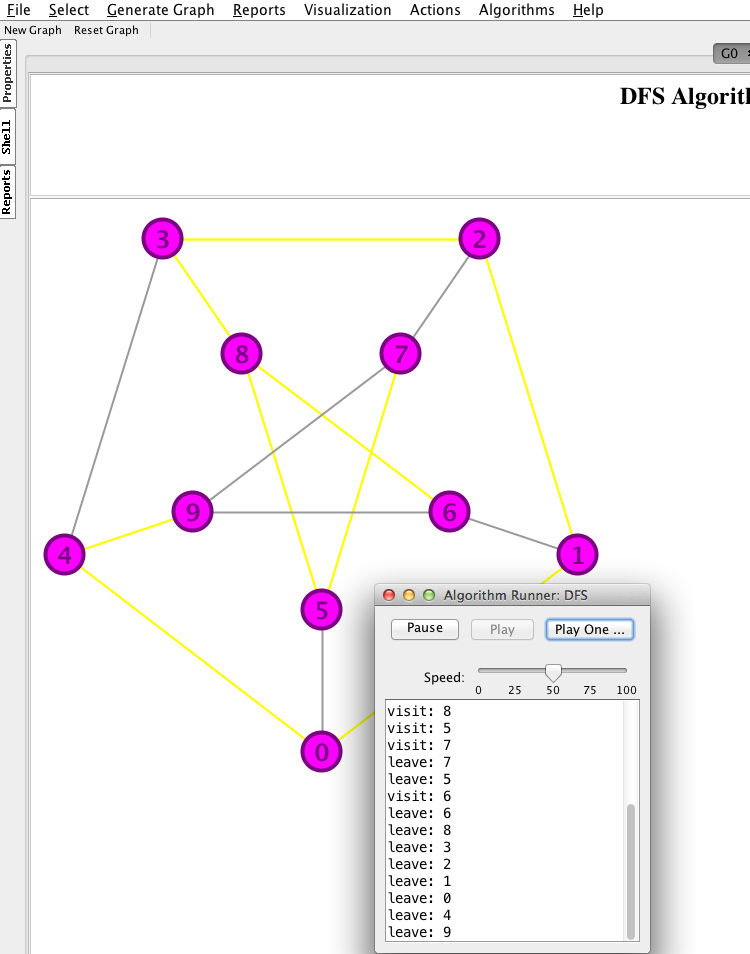 File Select Generate Graph Reports Visualization Actions Algorithms Help
New Graph Reset Graph
Properties
Shell
Reports
G0
DFS
3
2
8
7
9
6
4
1
5
0
Algorithm Runner: DFS
Pause Play Play One ...
Speed:
0 25 50 75 100
visit: 8
visit: 5
visit: 7
leave: 7
leave: 5
visit: 6
leave: 6
leave: 8
leave: 3
leave: 2
leave: 1
leave: 0
leave: 4
leave: 9